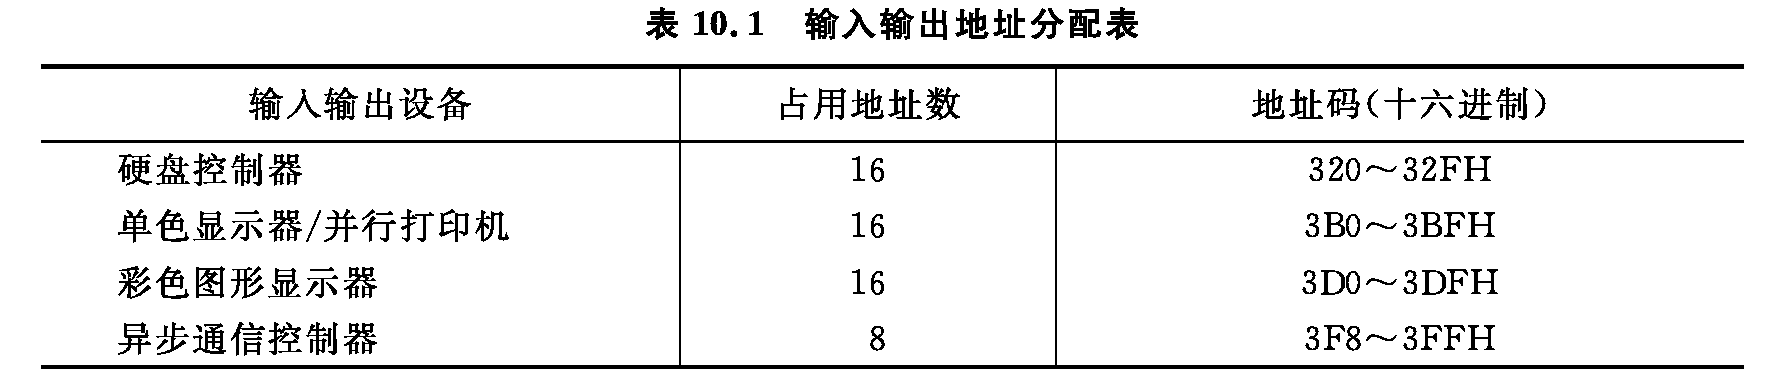 表 10.1 输入输出地址分配表
输入输出设备 占用地址数 地址码(十六进制)
硬盘控制器 16 320～32FH
单色显示器/并行打印机 16 3B0～3BFH
彩色图形显示器 16 3D0～3DFH
异步通信控制器 8 3F8～3FFH